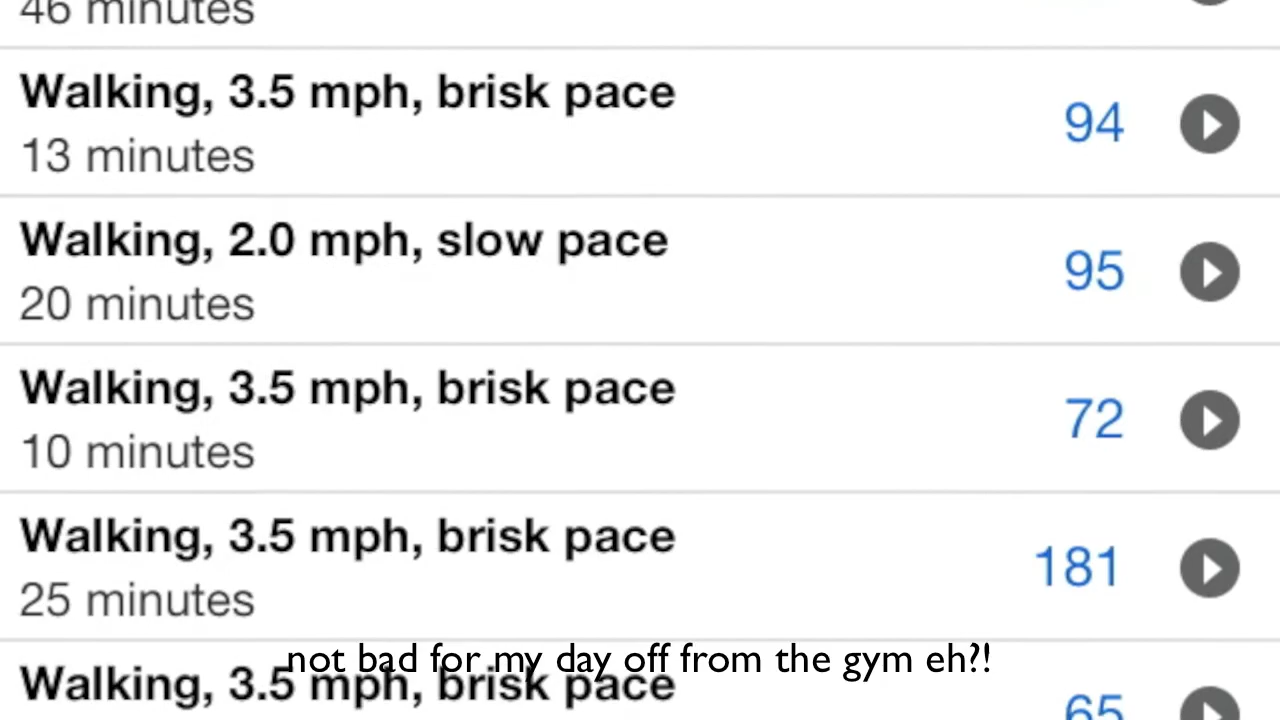 46 minutes
Walking, 3.5 mph, brisk pace
94
13 minutes
Walking, 2.0 mph, slow pace
95
20 minutes
Walking, 3.5 mph, brisk pace
72
10 minutes
Walking, 3.5 mph, brisk pace
181
25 minutes
not bad for my day off from the gym eh?!
Walking, 3.5 mph, brisk pace
65